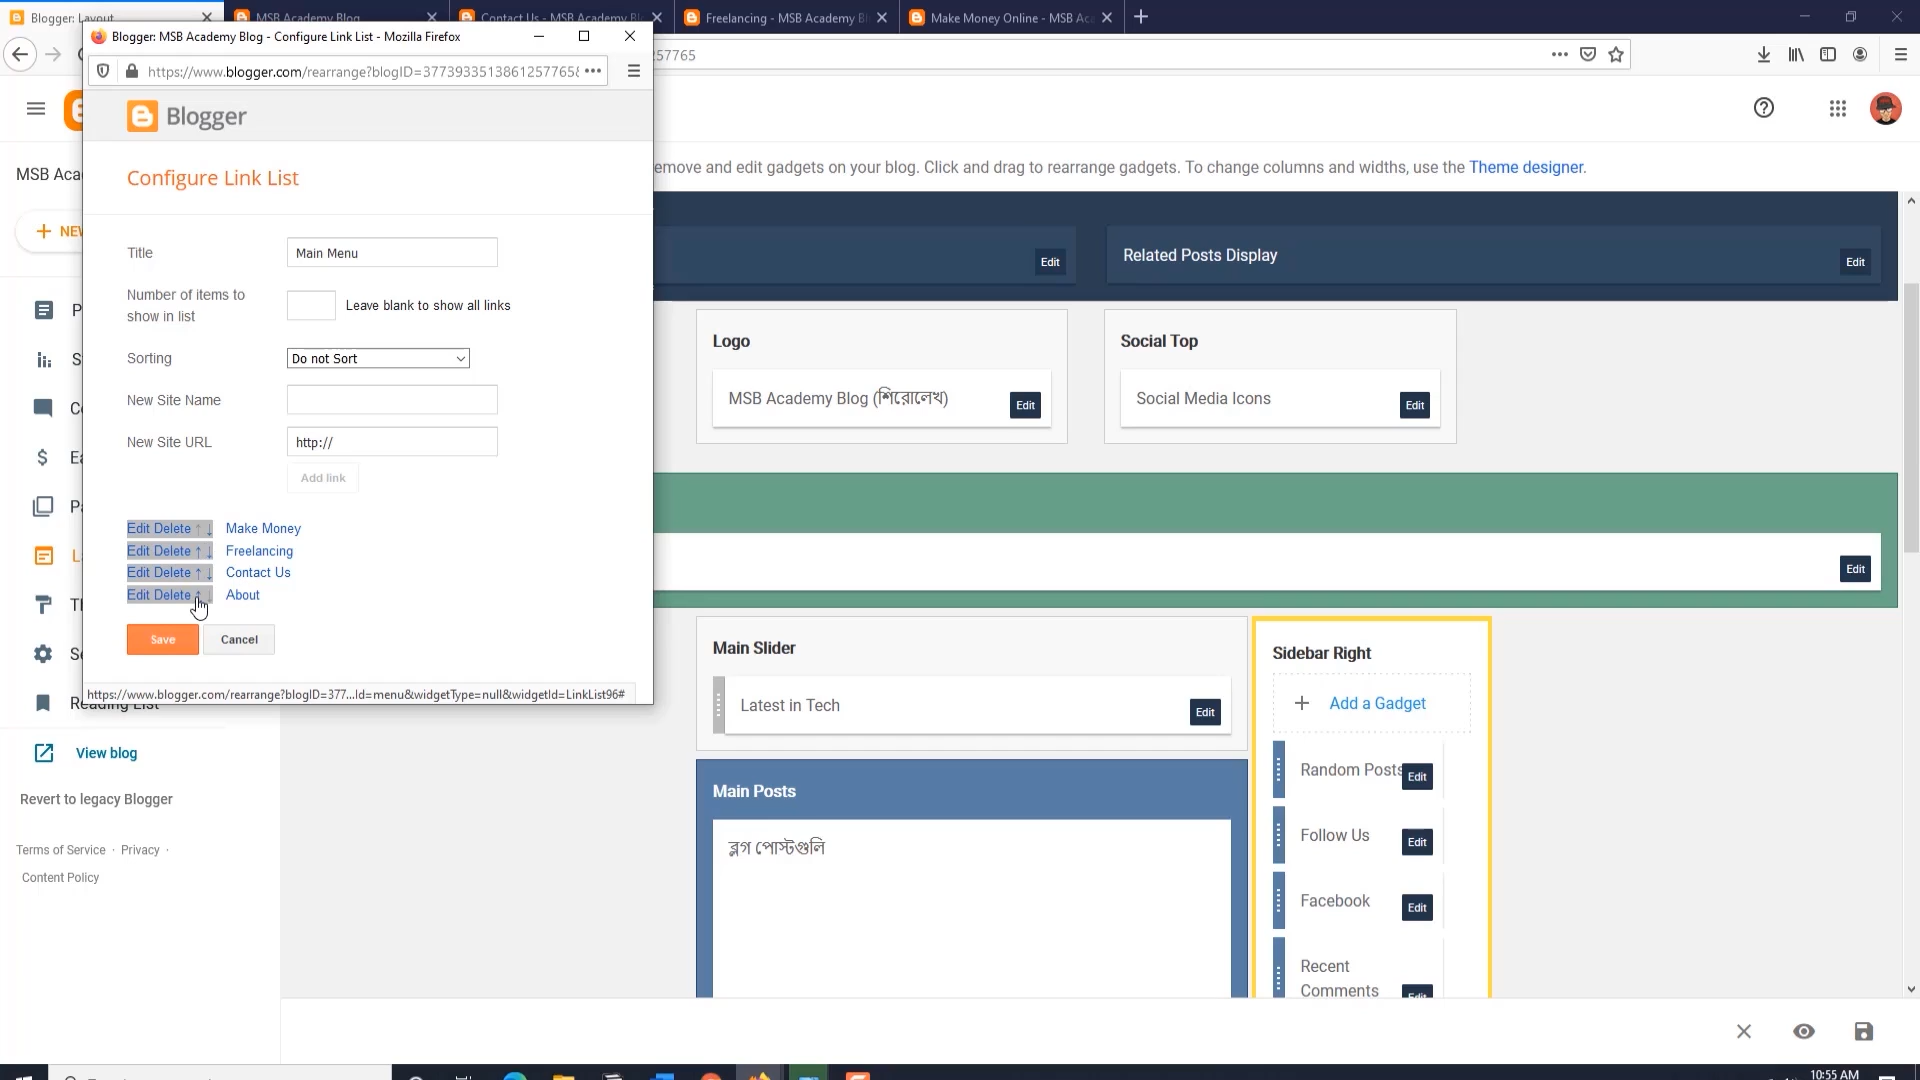 Blogger: Layout
MSB Academy Blog
Contact Us - MSB Academy Bl
Freelancing - MSB Academy B
Make Money Online - MSB Aca
Blogger: MSB Academy Blog - Configure Link List - Mozilla Firefox
57765
https://www.blogger.com/rearrange?blogID=3773933513861257765
Blogger
MSB Aca
emove and edit gadgets on your blog. Click and drag to rearrange gadgets. To change columns and widths, use the Theme designer.
Configure Link List
NEW
Title
Main Menu
Number of items to
show in list
Leave blank to show all links
Sorting
Do not Sort
New Site Name
New Site URL
http://
Add link
Edit Delete ↑ ↓ Make Money
Edit Delete ↑ ↓ Freelancing
Edit Delete ↑ ↓ Contact Us
Edit Delete ↑ ↓ About
Save
Cancel
https://www.blogger.com/rearrange?blogID=377...Id=menu&widgetType=null&widgetId=LinkList96#
Reading List
View blog
Revert to legacy Blogger
Terms of Service · Privacy ·
Content Policy
Edit
Related Posts Display
Edit
Logo
MSB Academy Blog (শিরোলেখ)
Edit
Social Top
Social Media Icons
Edit
Edit
Main Slider
Latest in Tech
Edit
Main Posts
ব্লগ পোস্টগুলি
Sidebar Right
Add a Gadget
Random Posts
Edit
Follow Us
Edit
Facebook
Edit
Recent
Comments
Edit
10:55 AM